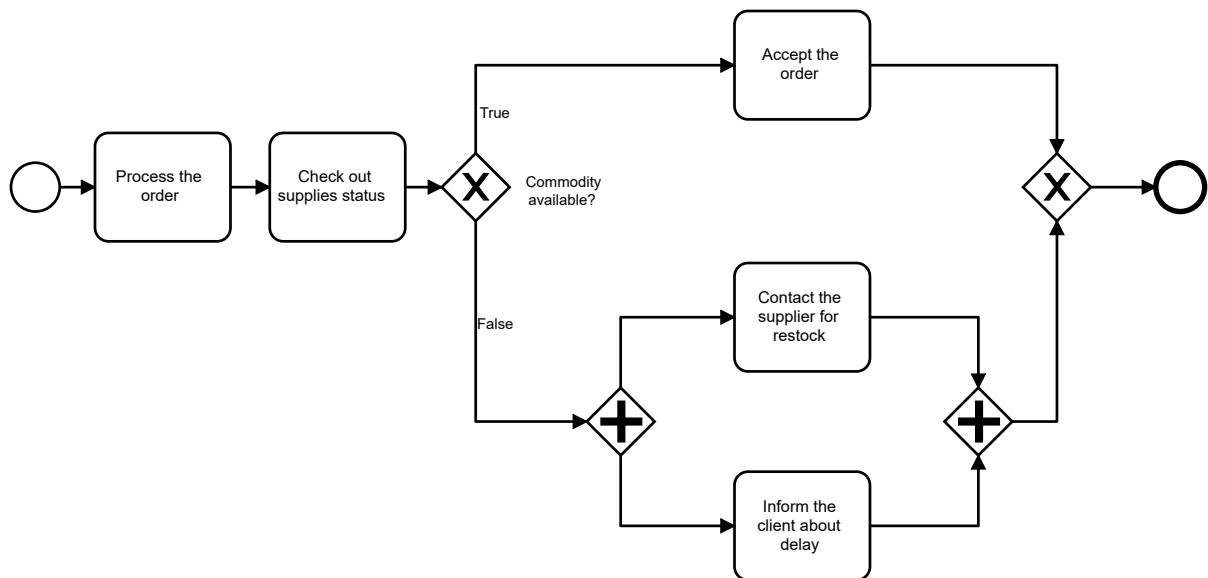 Accept the
order
True
Process the
order
Check out
supplies status
X
Commodity
available?
X
Contact the
supplier for
restock
False
Inform the
client about
delay